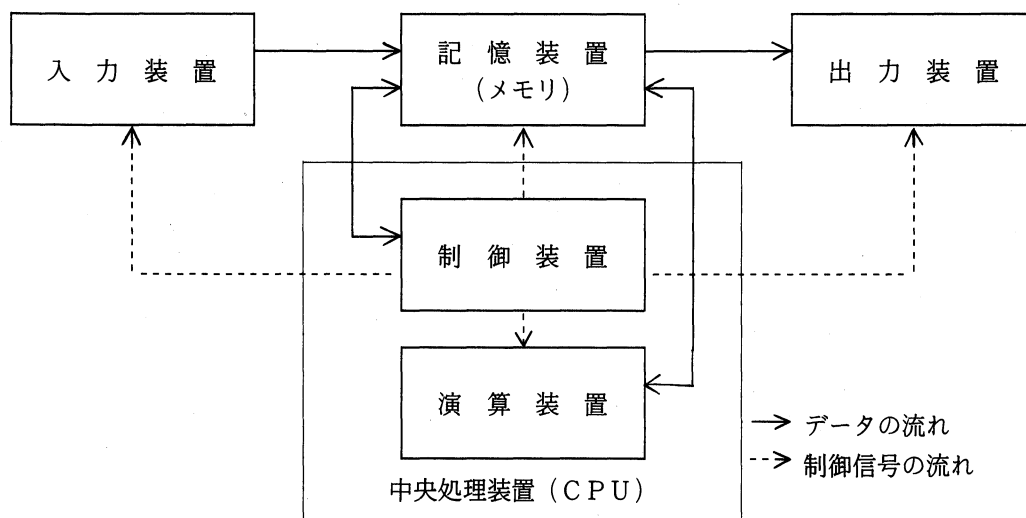 入力装置
記憶装置
(メモリ)
出力装置
制御装置
演算装置
データの流れ
制御信号の流れ
中央処理装置(CPU)